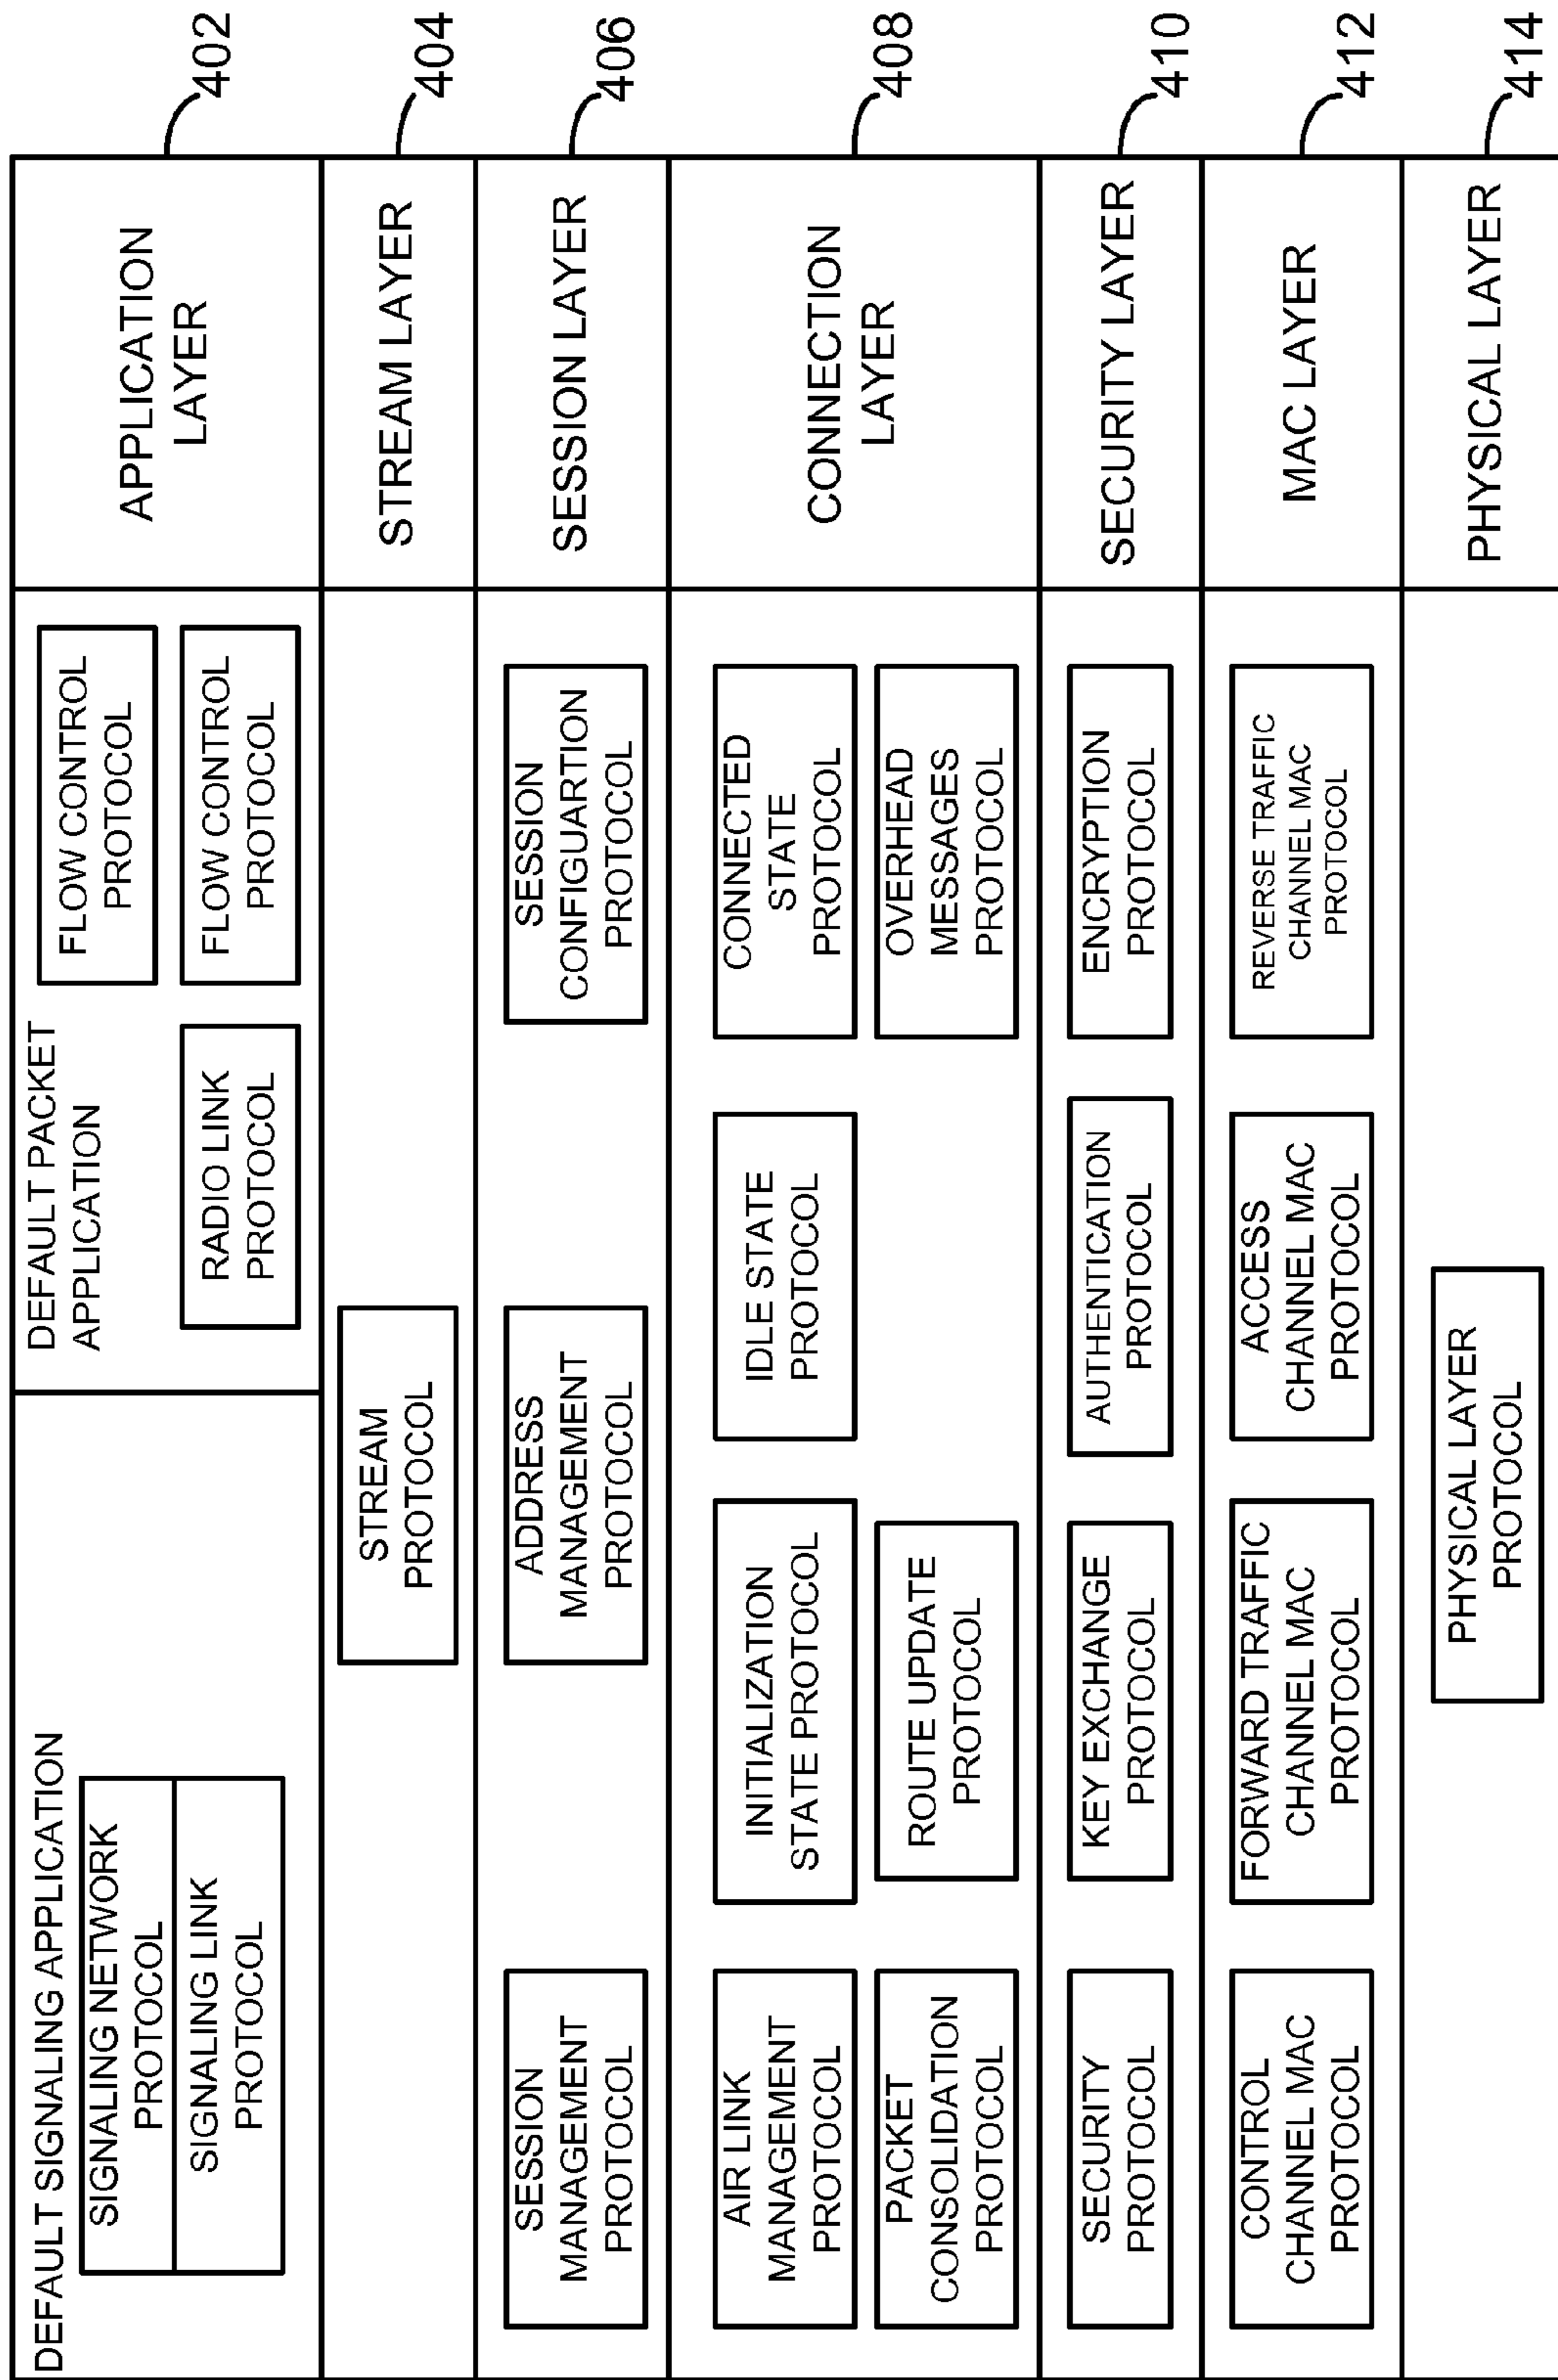 DEFAULT SIGNALING APPLICATION
SIGNALING NETWORK
PROTOCOL
SIGNALING LINK
PROTOCOL
DEFAULT PACKET
APPLICATION
RADIO LINK
PROTOCOL
FLOW CONTROL
PROTOCOL
FLOW CONTROL
PROTOCOL
APPLICATION
LAYER
402
STREAM
PROTOCOL
STREAM LAYER
404
SESSION
MANAGEMENT
PROTOCOL
ADDRESS
MANAGEMENT
PROTOCOL
SESSION
CONFIGUARTION
PROTOCOL
SESSION LAYER
406
AIR LINK
MANAGEMENT
PROTOCOL
INITIALIZATION
STATE PROTOCOL
IDLE STATE
PROTOCOL
CONNECTED
STATE
PROTOCOL
PACKET
CONSOLIDATION
PROTOCOL
ROUTE UPDATE
PROTOCOL
OVERHEAD
MESSAGES
PROTOCOL
CONNECTION
LAYER
408
SECURITY
PROTOCOL
KEY EXCHANGE
PROTOCOL
AUTHENTICATION
PROTOCOL
ENCRYPTION
PROTOCOL
SECURITY LAYER
410
CONTROL
CHANNEL MAC
PROTOCOL
FORWARD TRAFFIC
CHANNEL MAC
PROTOCOL
ACCESS
CHANNEL MAC
PROTOCOL
REVERSE TRAFFIC
CHANNEL MAC
PROTOCOL
MAC LAYER
412
PHYSICAL LAYER
PROTOCOL
PHYSICAL LAYER
414